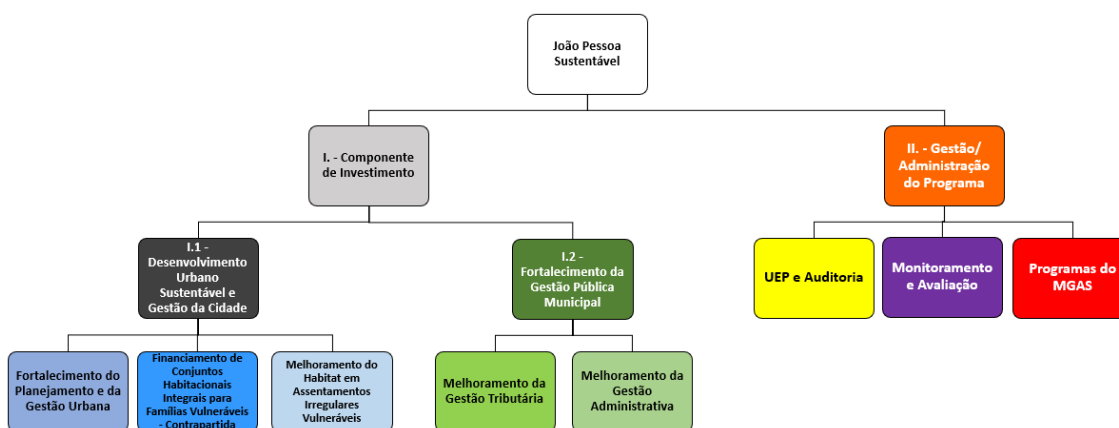 João Pessoa
Sustentável
I. - Componente
de Investimento
II. - Gestão/
Administração
do Programa
I.1 -
Desenvolvimento
Urbano
Sustentável e
Gestão da Cidade
I.2 -
Fortalecimento da
Gestão Pública
Municipal
UEP e Auditoria
Monitoramento
e Avaliação
Programas do
MGAS
Fortalecimento do
Planejamento e da
Gestão Urbana
Financiamento de
Conjuntos
Habitacionais
Integrais para
Famílias Vulneráveis
- Contrapartida
Melhoramento do
Habitat em
Assentamentos
Irregulares
Vulneráveis
Melhoramento da
Gestão Tributária
Melhoramento da
Gestão
Administrativa